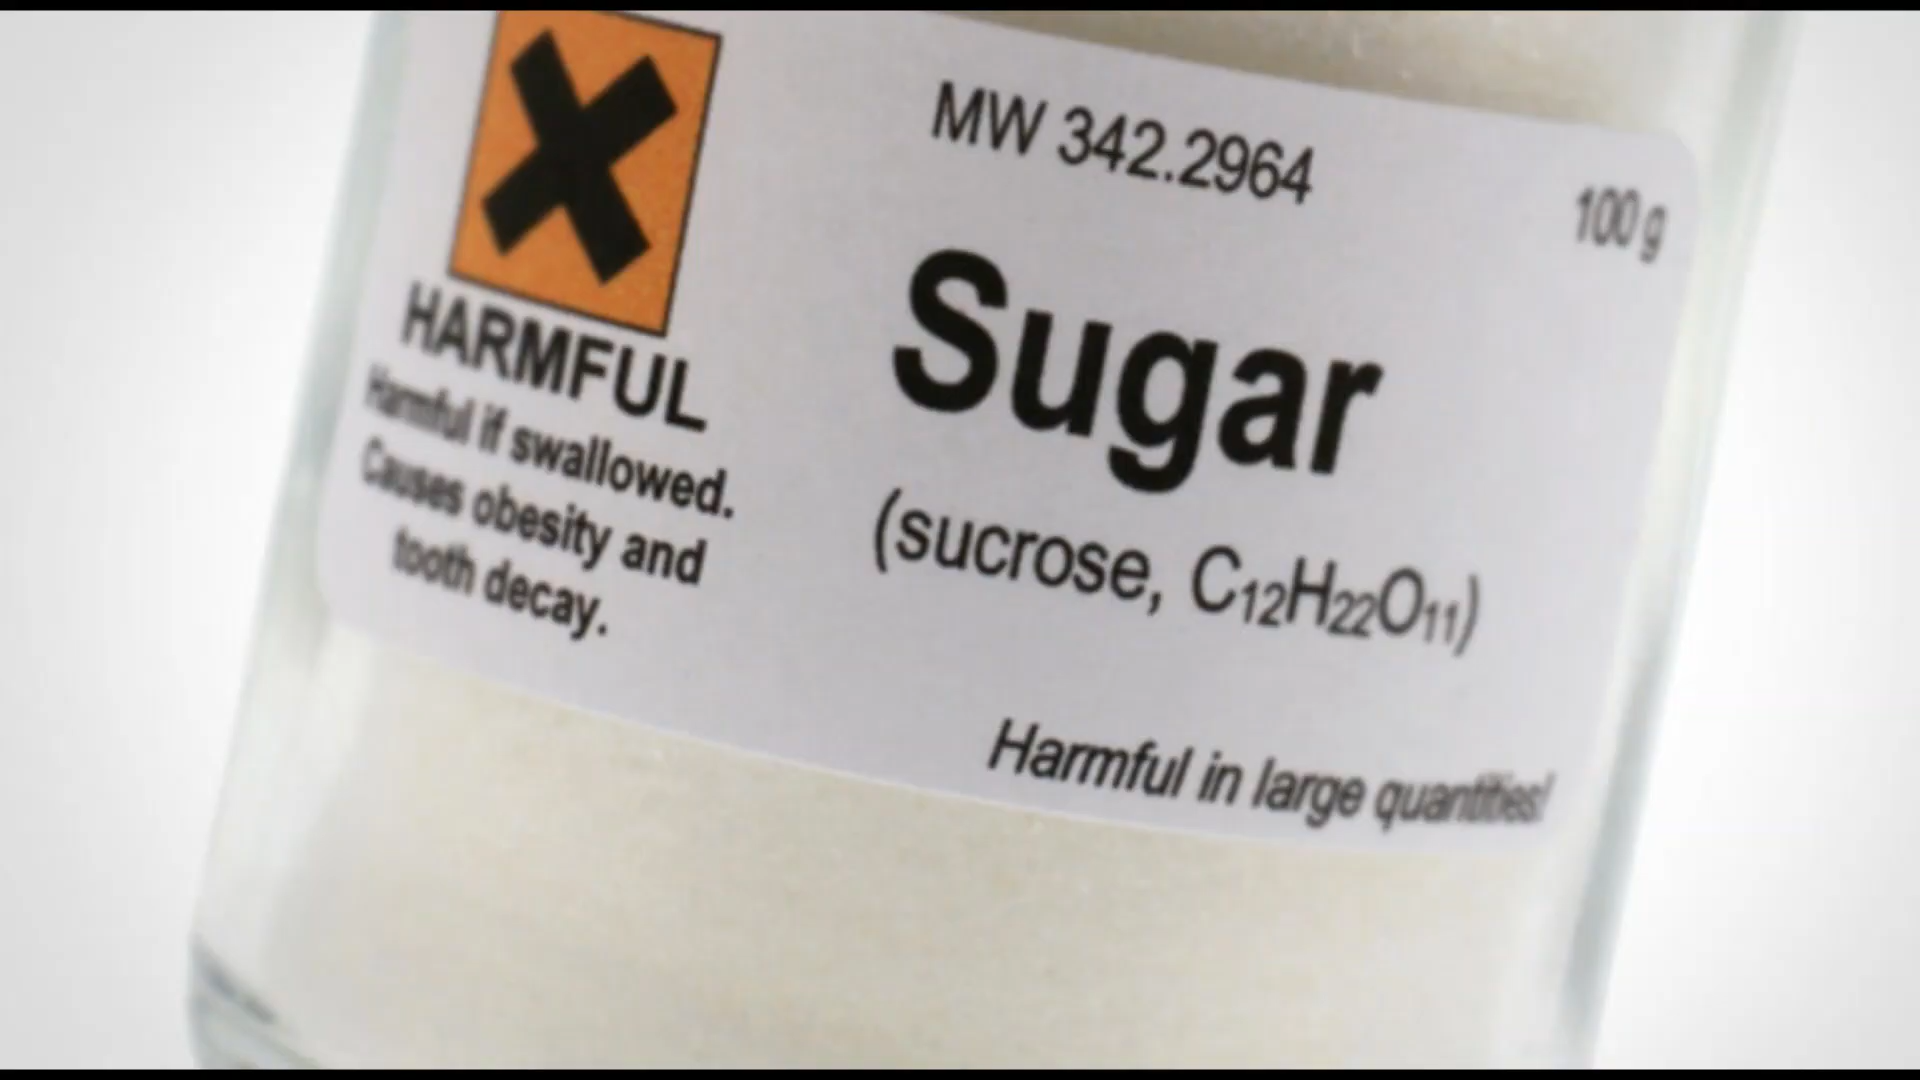 MW 342.2964
100 g
HARMFUL
Harmful if swallowed.
Causes obesity and
tooth decay.
Sugar
(sucrose, C₁₂H₂₂O₁₁)
Harmful in large quantities!